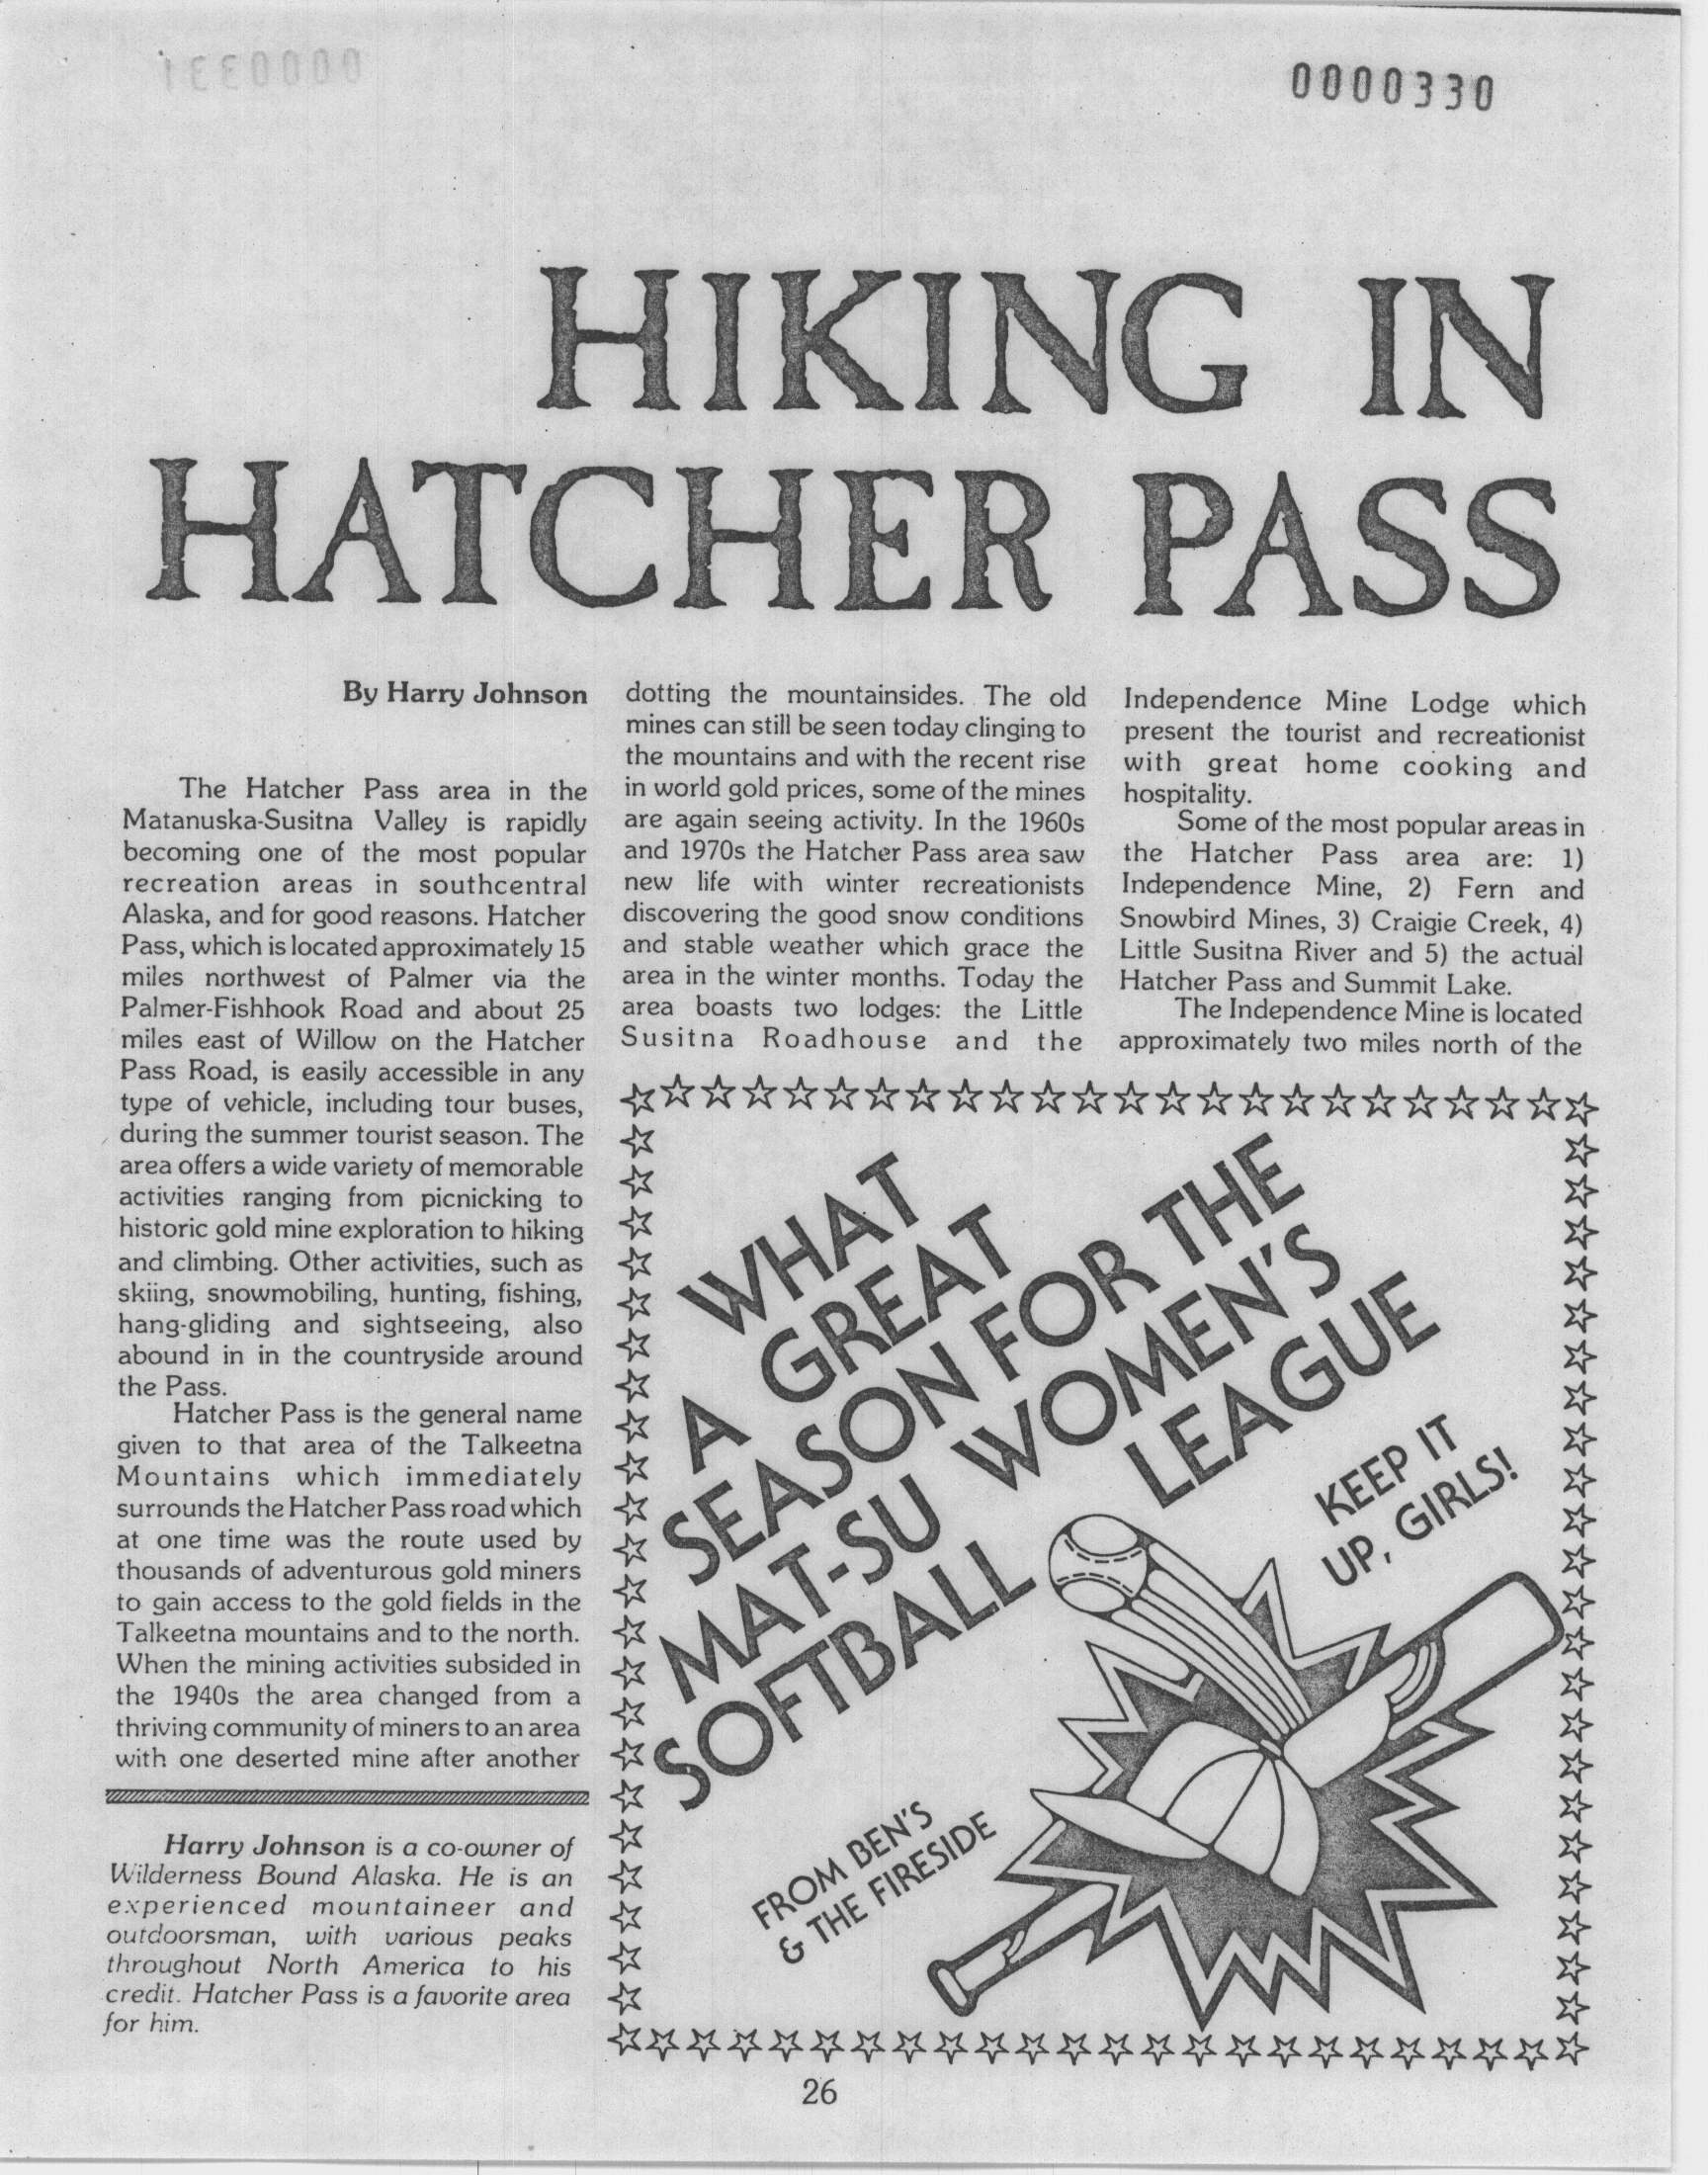 0000331
0000330
HIKING IN
HATCHER PASS
By Harry Johnson
The Hatcher Pass area in the
Matanuska-Susitna Valley is rapidly
becoming one of the most popular
recreation areas in southcentral
Alaska, and for good reasons. Hatcher
Pass, which is located approximately 15
miles northwest of Palmer via the
Palmer-Fishhook Road and about 25
miles east of Willow on the Hatcher
Pass Road, is easily accessible in any
type of vehicle, including tour buses,
during the summer tourist season. The
area offers a wide variety of memorable
activities ranging from picnicking to
historic gold mine exploration to hiking
and climbing. Other activities, such as
skiing, snowmobiling, hunting, fishing,
hang-gliding and sightseeing, also
abound in in the countryside around
the Pass.
Hatcher Pass is the general name
given to that area of the Talkeetna
Mountains which immediately
surrounds the Hatcher Pass road which
at one time was the route used by
thousands of adventurous gold miners
to gain access to the gold fields in the
Talkeetna mountains and to the north.
When the mining activities subsided in
the 1940s the area changed from a
thriving community of miners to an area
with one deserted mine after another
Harry Johnson is a co-owner of
Wilderness Bound Alaska. He is an
experienced mountaineer and
outdoorsman, with various peaks
throughout North America to his
credit. Hatcher Pass is a favorite area
for him.
dotting the mountainsides. The old
mines can still be seen today clinging to
the mountains and with the recent rise
in world gold prices, some of the mines
are again seeing activity. In the 1960s
and 1970s the Hatcher Pass area saw
new life with winter recreationists
discovering the good snow conditions
and stable weather which grace the
area in the winter months. Today the
area boasts two lodges: the Little
Susitna Roadhouse and the
Independence Mine Lodge which
present the tourist and recreationist
with great home cooking and
hospitality.
Some of the most popular areas in
the Hatcher Pass area are: 1)
Independence Mine, 2) Fern and
Snowbird Mines, 3) Craigie Creek, 4)
Little Susitna River and 5) the actual
Hatcher Pass and Summit Lake.
The Independence Mine is located
approximately two miles north of the
WHAT
A GREAT
SEASON FOR THE
MAT-SU WOMEN'S
SOFTBALL LEAGUE
KEEP IT
UP, GIRLS!
FROM BEN'S
& THE FIRESIDE
26